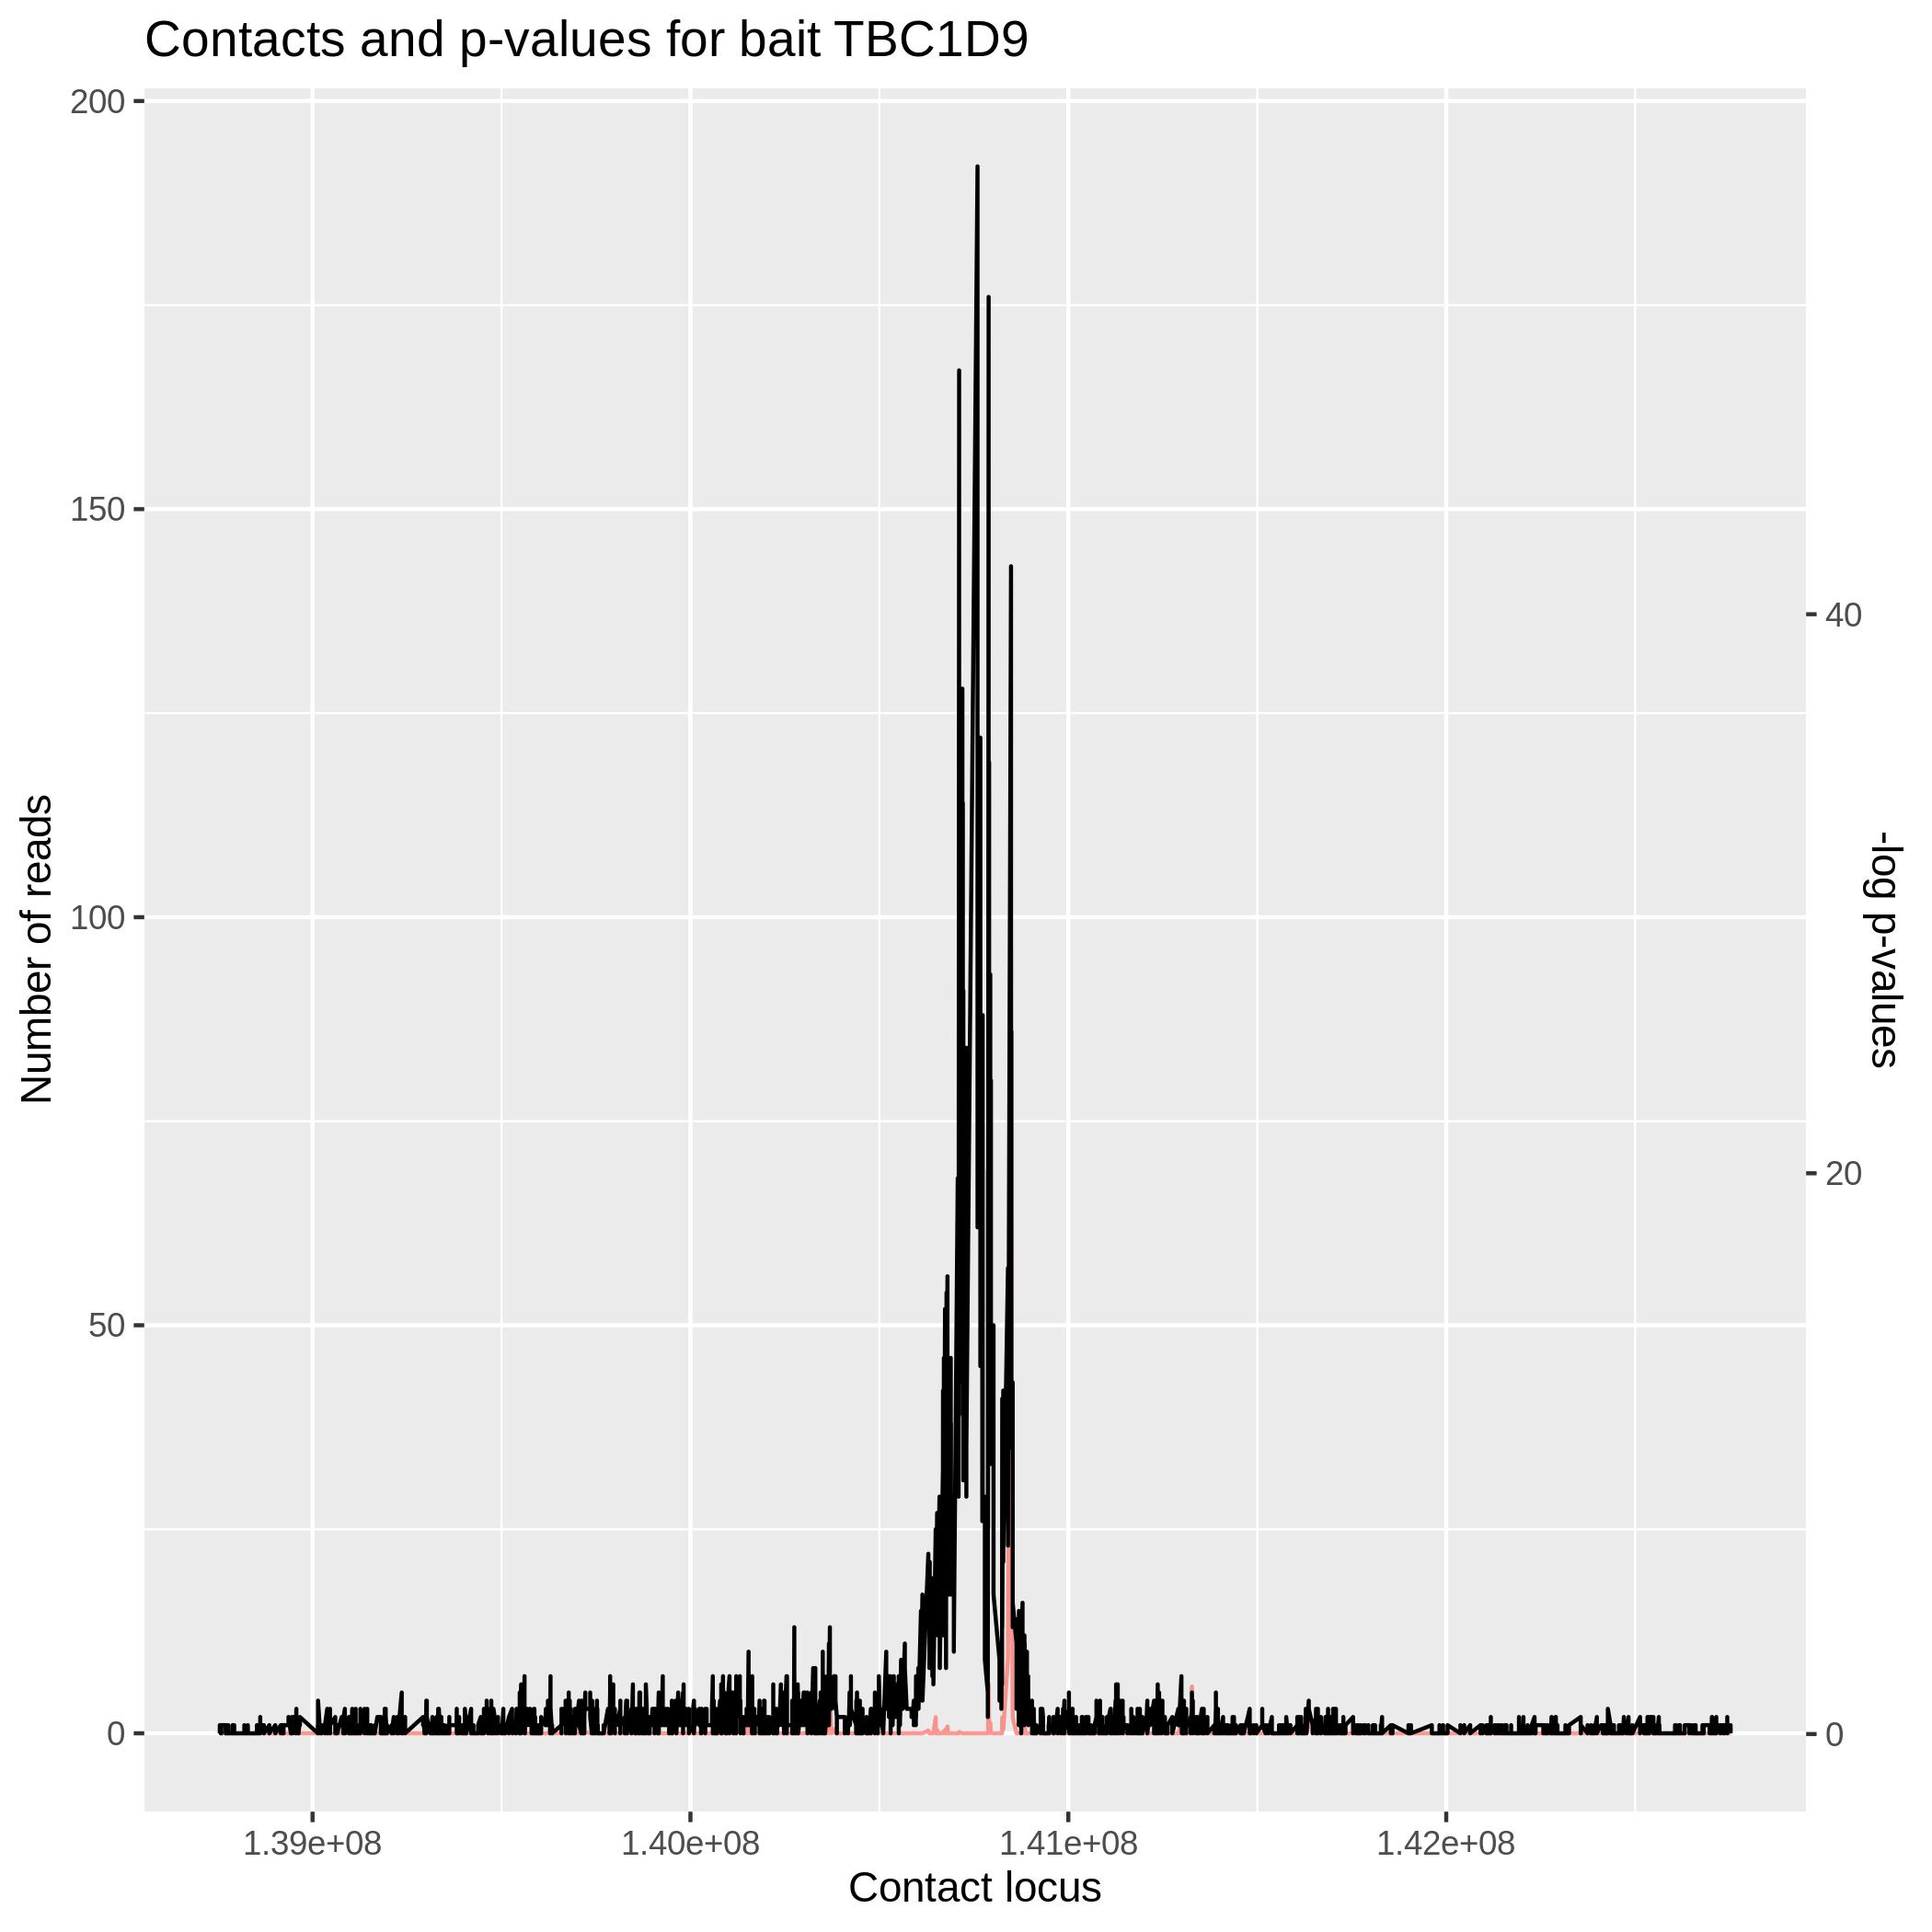 Contacts and p-values for bait TBC1D9
200
150
100
50
0
40
20
0
Number of reads
-log p-values
1.39e+08
1.40e+08
1.41e+08
1.42e+08
Contact locus